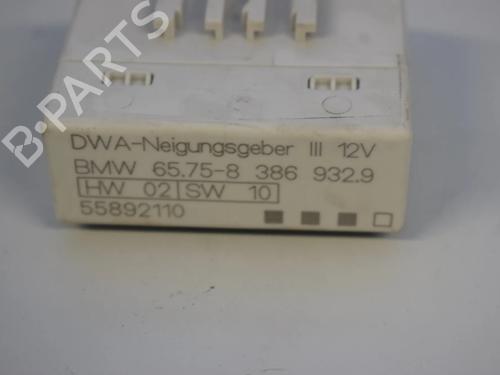 B-PARTS
DWA-Neigungsgeber III 12V
BMW 65.75-8 386 932.9
HW 02 SW 10
55892110